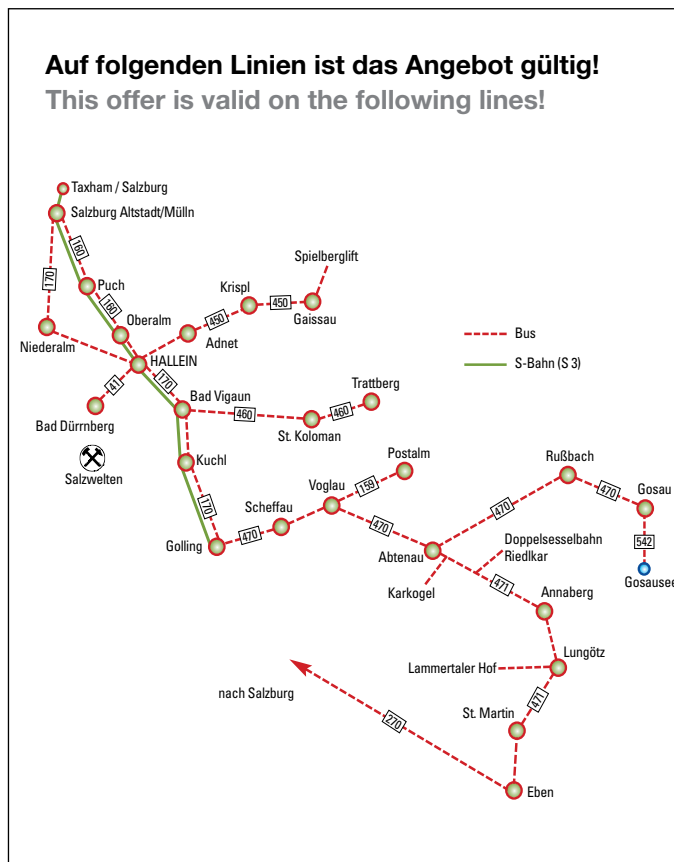 Auf folgenden Linien ist das Angebot gültig!
This offer is valid on the following lines!
Taxham / Salzburg
Salzburg Altstadt/Mülln
160
170
Puch
Spielberglift
Krispl
450
Gaissau
160
Oberalm
450
Adnet
Niederalm
HALLEIN
Bus
S-Bahn (S 3)
41
170
Bad Vigaun
Trattberg
460
460
Bad Dürrnberg
St. Koloman
Salzwelten
Kuchl
Postalm
Rußbach
159
470
Gosau
Voglau
Scheffau
170
470
470
470
Golling
Abtenau
Doppelsesselbahn
Riedlkar
542
Gosausee
Karkogel
471
Annaberg
Lungötz
Lammertaler Hof
nach Salzburg
471
St. Martin
270
Eben